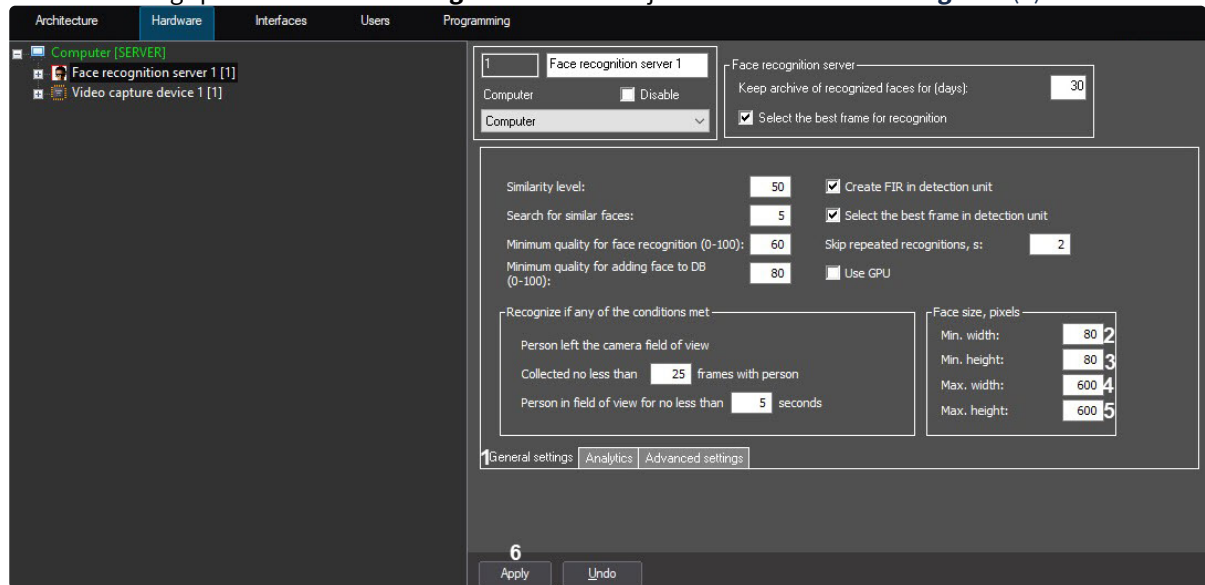 Architecture Hardware Interfaces Users Programming
Computer [SERVER]
Face recognition server 1 [1]
Video capture device 1 [1]
1 Face recognition server 1
Computer Disable
Computer
Face recognition server
Keep archive of recognized faces for (days): 30
Select the best frame for recognition
Similarity level: 50 Create FIR in detection unit
Search for similar faces: 5 Select the best frame in detection unit
Minimum quality for face recognition (0-100): 60 Skip repeated recognitions, s: 2
Minimum quality for adding face to DB
(0-100): 80 Use GPU
Recognize if any of the conditions met
Person left the camera field of view
Collected no less than 25 frames with person
Person in field of view for no less than 5 seconds
Face size, pixels
Min. width: 80 2
Min. height: 80 3
Max. width: 600 4
Max. height: 600 5
1 General settings Analytics Advanced settings
6
Apply Undo